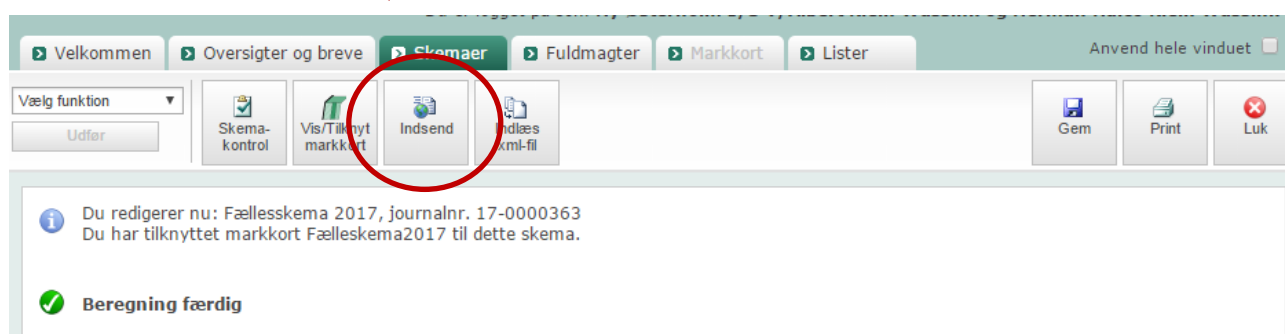 Velkommen Oversigter og breve Skemaer Fuldmagter Markkort Lister Anvend hele vinduet
Vælg funktion
Udfør
Skema-
kontrol
Vis/Tilknyt
markkort
Indsend
Indlæs
xml-fil
Gem
Print
Luk
Du redigerer nu: Fællesskema 2017, journalnr. 17-0000363
Du har tilknyttet markkort Fælleskema2017 til dette skema.
Beregning færdig